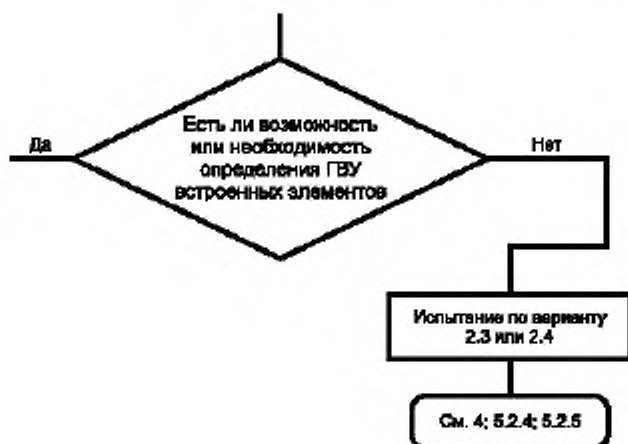 Есть ли возможность
Да
или необходимость
Нет
определения ГВУ
встроенных элементов
Испытание по варианту
2.3 или 2.4
См. 4; 5.2.4; 5.2.5